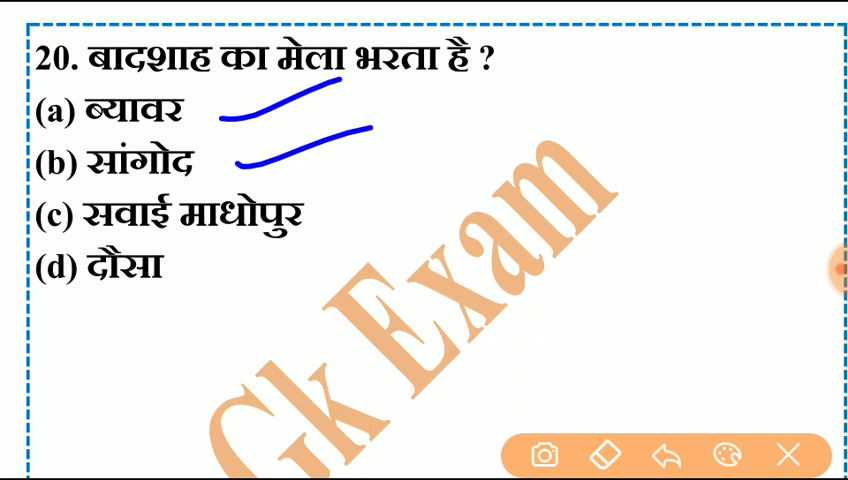 20. बादशाह का मेला भरता है ?
(a) ब्यावर
(b) सांगोद
(c) सवाई माधोपुर
(d) दौसा
Gk Exam